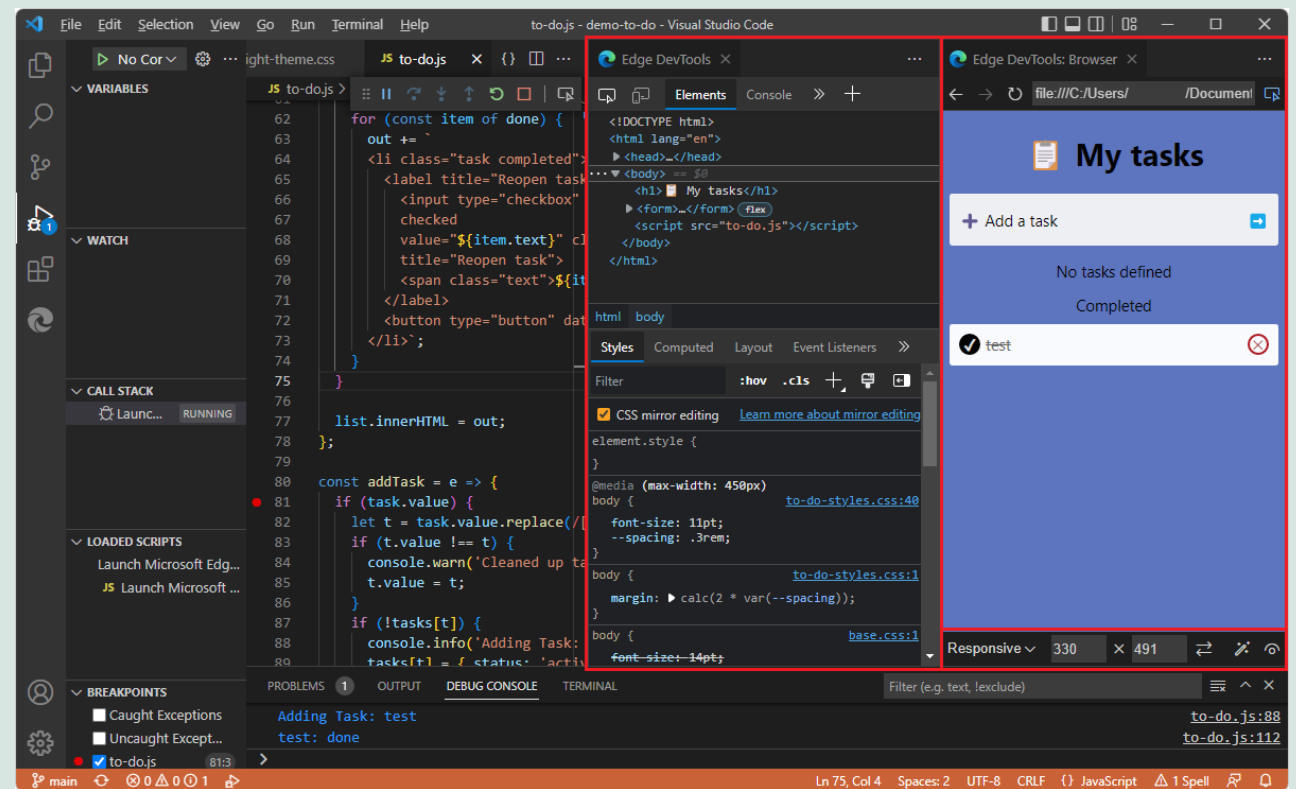 File Edit Selection View Go Run Terminal Help to-do.js - demo-to-do - Visual Studio Code
No Cor
VARIABLES
WATCH
CALL STACK
Launc... RUNNING
LOADED SCRIPTS
Launch Microsoft Edg...
JS Launch Microsoft ...
BREAKPOINTS
Caught Exceptions
Uncaught Except...
to-do.js 81:3
ight-theme.css JS to-do.js {}
JS to-do.js >
61
62 for (const item of done) {
63 out += `
64 <li class="task completed">
65 <label title="Reopen task
66 <input type="checkbox"
67 checked
68 value="${item.text}" cl
69 title="Reopen task">
70 <span class="text">${it
71 </label>
72 <button type="button" dat
73 </li>`;
74 }
75 }
76
77 list.innerHTML = out;
78 };
79
80 const addTask = e => {
81 if (task.value) {
82 let t = task.value.replace(/[
83 if (t.value !== t) {
84 console.warn('Cleaned up ta
85 t.value = t;
86 }
87 if (!tasks[t]) {
88 console.info('Adding Task:
89 tasks[t] = { status: 'activ
Edge DevTools
Elements Console
<!DOCTYPE html>
<html lang="en">
<head>…</head>
<body> == $0
<h1>📋 My tasks</h1>
<form>…</form> flex
<script src="to-do.js"></script>
</body>
</html>
html body
Styles Computed Layout Event Listeners
Filter :hov .cls
CSS mirror editing Learn more about mirror editing
element.style {
}
@media (max-width: 450px)
body { to-do-styles.css:40
font-size: 11pt;
--spacing: .3rem;
}
body { to-do-styles.css:1
margin: calc(2 * var(--spacing));
}
body { base.css:1
font-size: 14pt;
Edge DevTools: Browser
file:///C:/Users/ /Document
My tasks
Add a task
No tasks defined
Completed
test
Responsive 330 × 491
PROBLEMS 1 OUTPUT DEBUG CONSOLE TERMINAL Filter (e.g. text, !exclude)
Adding Task: test to-do.js:88
test: done to-do.js:112
>
main 0 0 1 Ln 75, Col 4 Spaces: 2 UTF-8 CRLF {} JavaScript 1 Spell